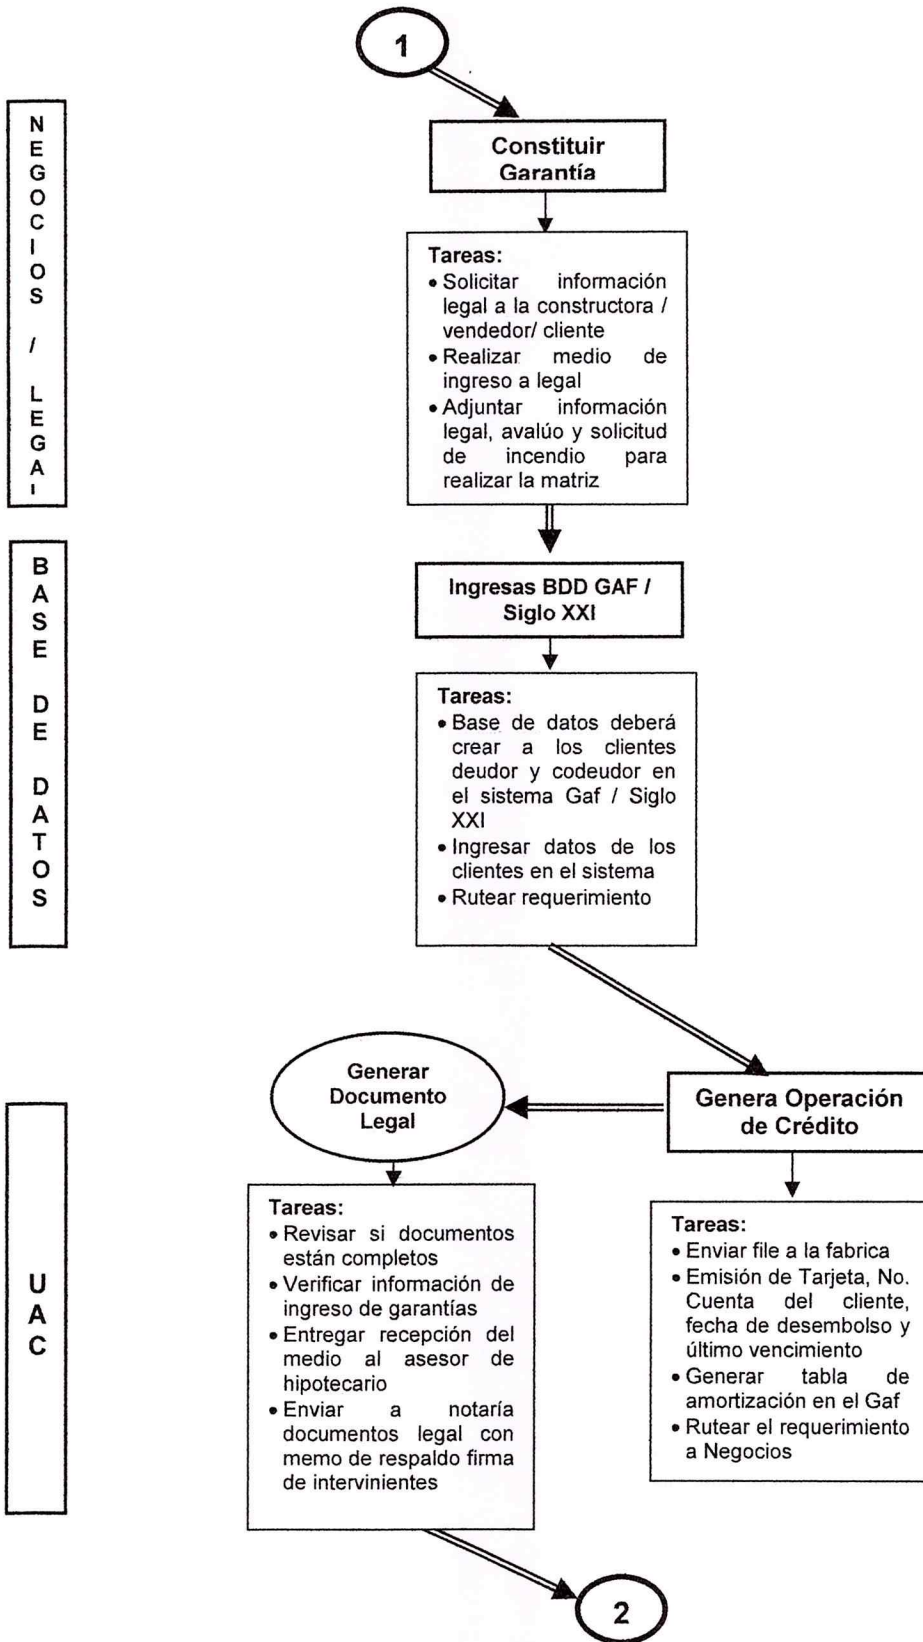 1
NEGOCIOS / LEGAL
Constituir
Garantía
Tareas:
• Solicitar información
legal a la constructora /
vendedor/ cliente
• Realizar medio de
ingreso a legal
• Adjuntar información
legal, avalúo y solicitud
de incendio para
realizar la matriz
BASE DE DATOS
Ingresas BDD GAF /
Siglo XXI
Tareas:
• Base de datos deberá
crear a los clientes
deudor y codeudor en
el sistema Gaf / Siglo
XXI
• Ingresar datos de los
clientes en el sistema
• Rutear requerimiento
UAC
Generar
Documento
Legal
Tareas:
• Revisar si documentos
están completos
• Verificar información de
ingreso de garantías
• Entregar recepción del
medio al asesor de
hipotecario
• Enviar a notaría
documentos legal con
memo de respaldo firma
de intervinientes
Genera Operación
de Crédito
Tareas:
• Enviar file a la fabrica
• Emisión de Tarjeta, No.
Cuenta del cliente,
fecha de desembolso y
último vencimiento
• Generar tabla de
amortización en el Gaf
• Rutear el requerimiento
a Negocios
2